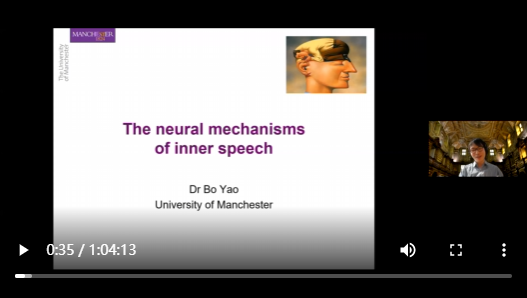 MANCHESTER
The University
of Manchester
The neural mechanisms
of inner speech
Dr Bo Yao
University of Manchester
0:35 / 1:04:13